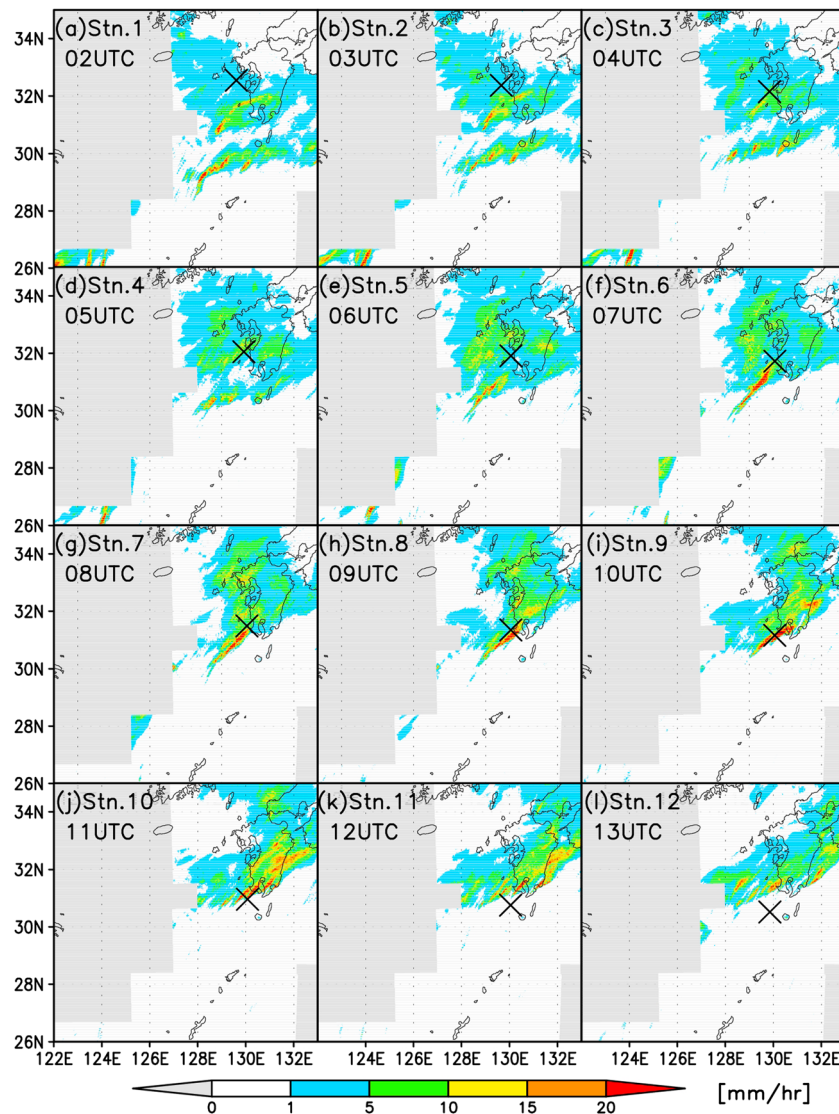 (a)Stn.1
02UTC
(b)Stn.2
03UTC
(c)Stn.3
04UTC
34N
32N
30N
28N
26N
(d)Stn.4
05UTC
(e)Stn.5
06UTC
(f)Stn.6
07UTC
34N
32N
30N
28N
26N
(g)Stn.7
08UTC
(h)Stn.8
09UTC
(i)Stn.9
10UTC
34N
32N
30N
28N
26N
(j)Stn.10
11UTC
(k)Stn.11
12UTC
(l)Stn.12
13UTC
34N
32N
30N
28N
26N
122E 124E 126E 128E 130E 132E 124E 126E 128E 130E 132E 124E 126E 128E 130E 132E
0 1 5 10 15 20 [mm/hr]